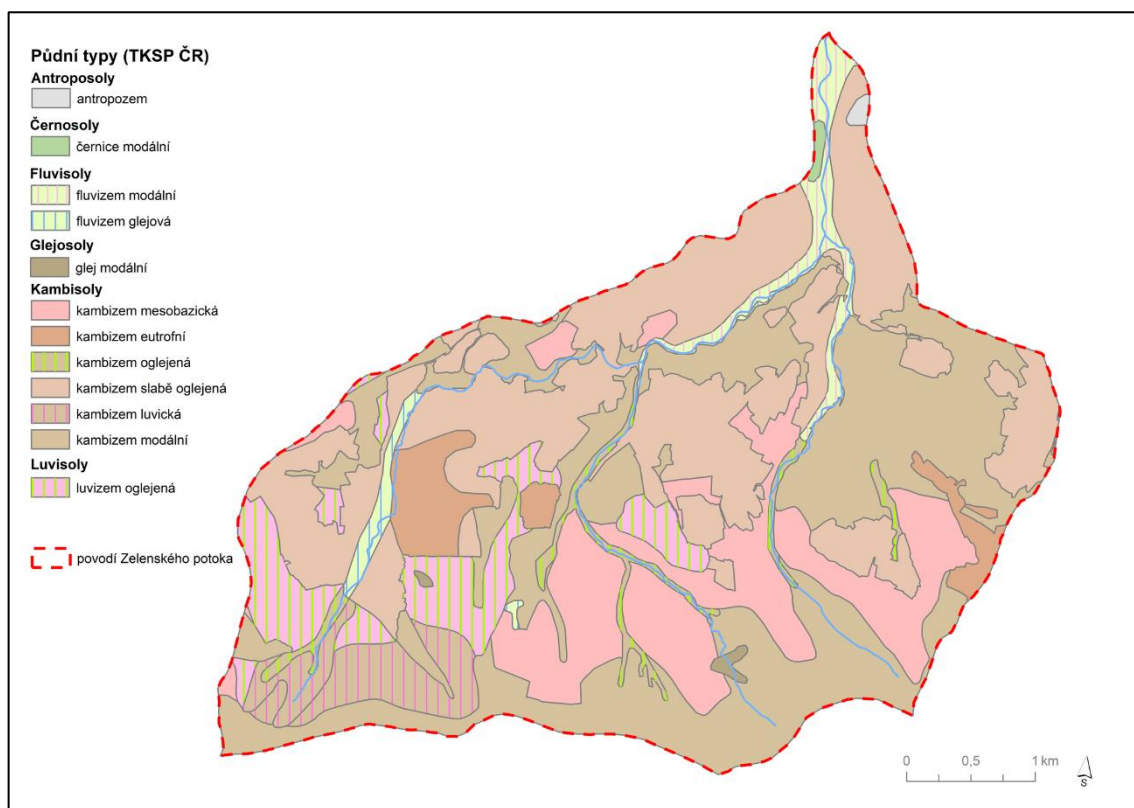 Půdní typy (TKSP ČR)
Antroposoly
antropozem
Černosoly
černice modální
Fluvisoly
fluvizem modální
fluvizem glejová
Glejosoly
glej modální
Kambisoly
kambizem mesobazická
kambizem eutrofní
kambizem oglejená
kambizem slabě oglejená
kambizem luvická
kambizem modální
Luvisoly
luvizem oglejená
povodí Zelenského potoka
0 0,5 1 km
S